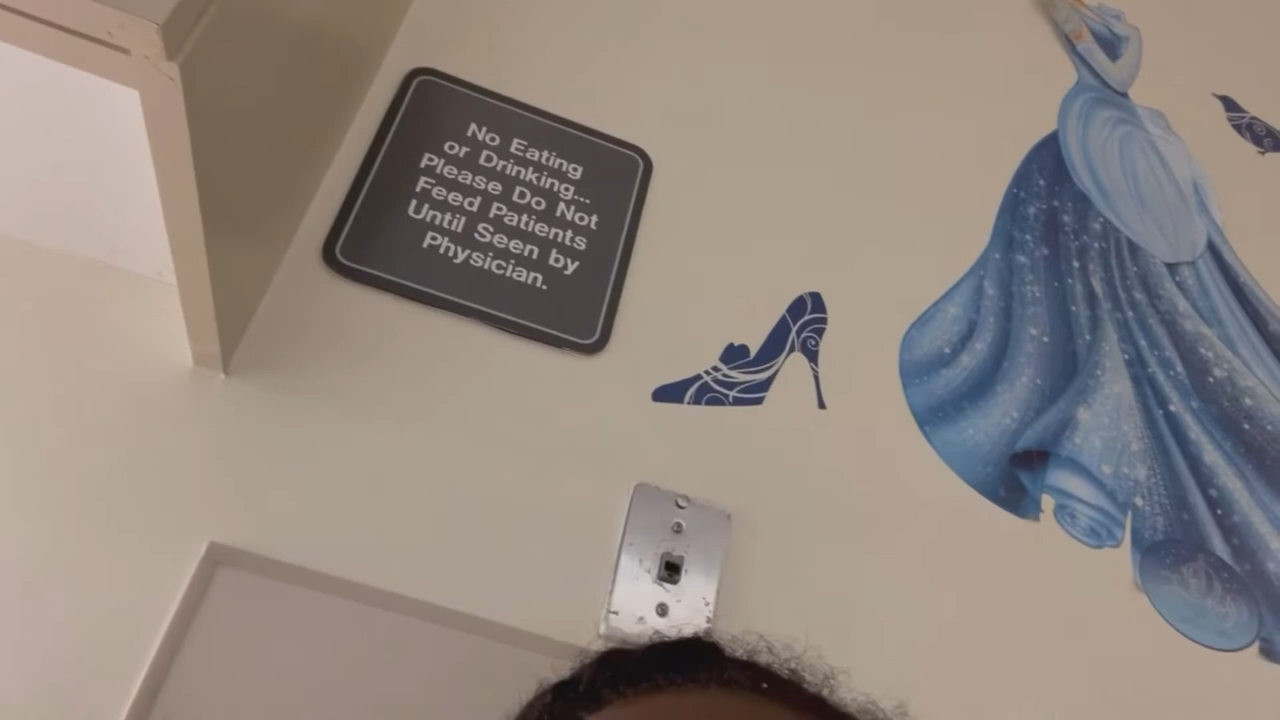 No Eating
or Drinking...
Please Do Not
Feed Patients
Until Seen by
Physician.